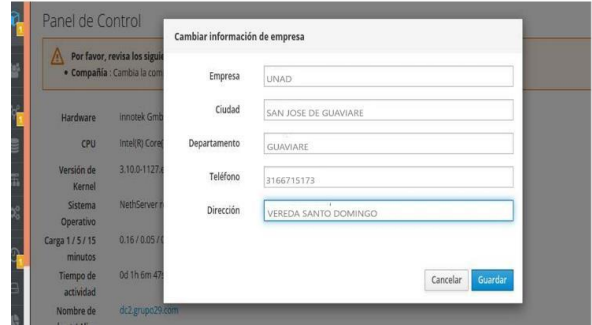 Panel de Control
Por favor, revisa los siguie
• Compañía : Cambia la com
Hardware innotek Gmb
CPU Intel(R) Core(
Versión de Kernel 3.10.0-1127.e
Sistema Operativo NethServer r
Carga 1 / 5 / 15 minutos 0.16 / 0.05 / 0
Tiempo de actividad 0d 1h 6m 47s
Nombre de dc2.grupo29.com
Cambiar información de empresa
Empresa UNAD
Ciudad SAN JOSE DE GUAVIARE
Departamento GUAVIARE
Teléfono 3166715173
Dirección VEREDA SANTO DOMINGO
Cancelar Guardar